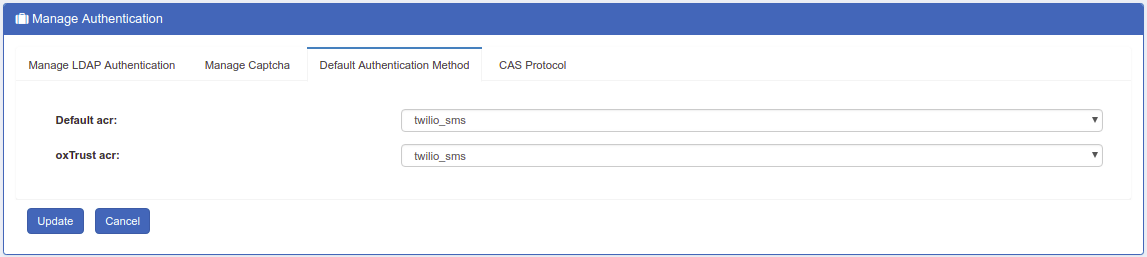 Manage Authentication
Manage LDAP Authentication Manage Captcha Default Authentication Method CAS Protocol
Default acr: twilio_sms
oxTrust acr: twilio_sms
Update Cancel